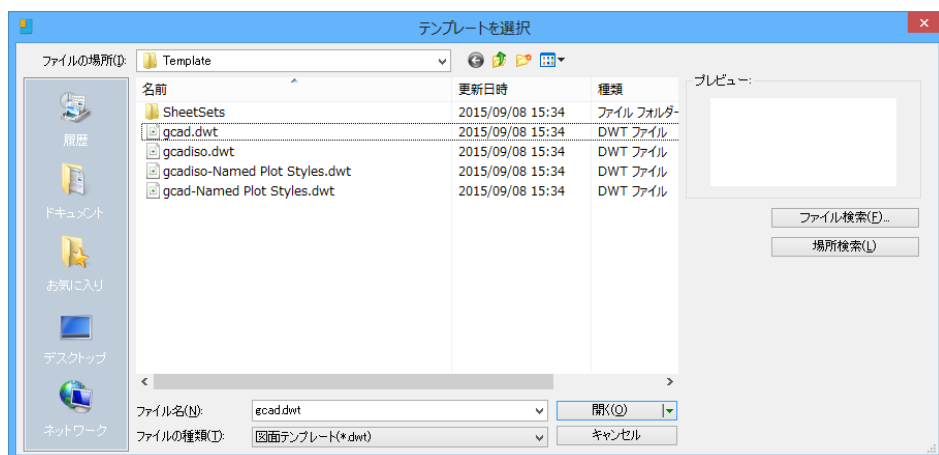 テンプレートを選択
ファイルの場所(I): Template
プレビュー:
名前 更新日時 種類
SheetSets 2015/09/08 15:34 ファイル フォルダー
gcad.dwt 2015/09/08 15:34 DWT ファイル
gcadiso.dwt 2015/09/08 15:34 DWT ファイル
gcadiso-Named Plot Styles.dwt 2015/09/08 15:34 DWT ファイル
gcad-Named Plot Styles.dwt 2015/09/08 15:34 DWT ファイル
履歴
ドキュメント
お気に入り
デスクトップ
ネットワーク
ファイル検索(F)...
場所検索(L)
ファイル名(N): gcad.dwt 開く(O)
ファイルの種類(T): 図面テンプレート(*.dwt) キャンセル